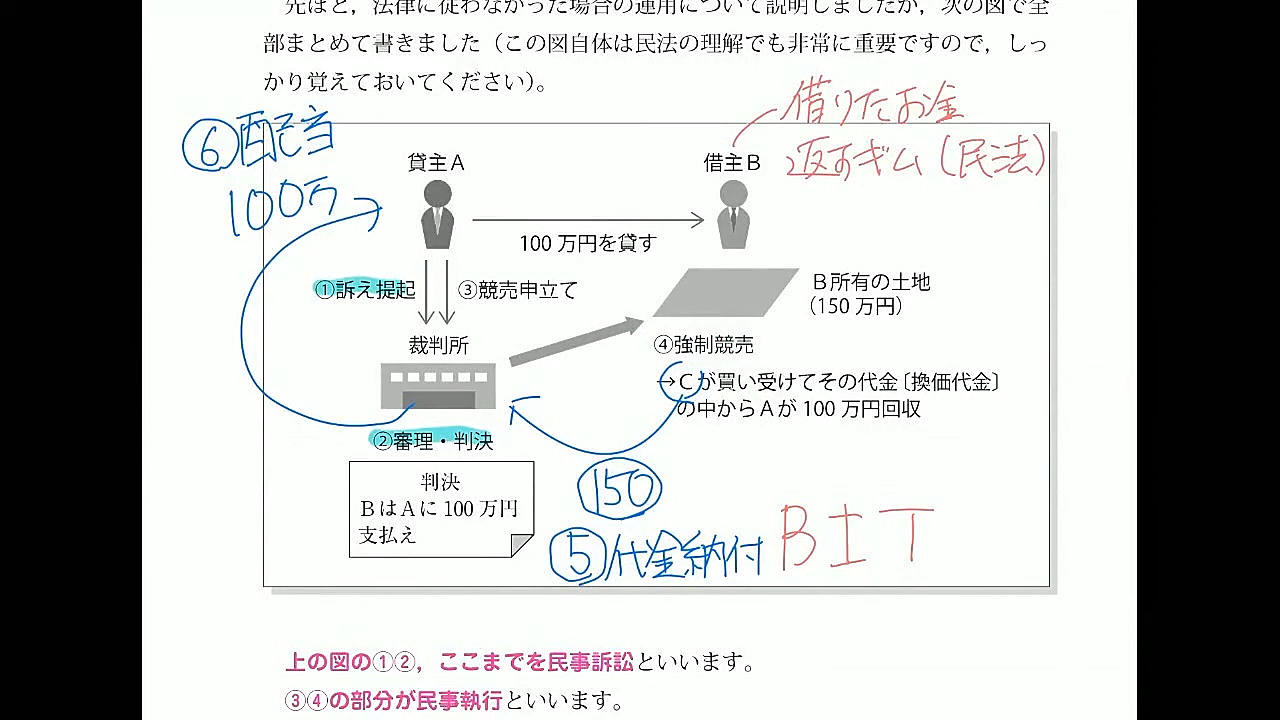 先ほど，法律に従わなかった場合の運用について説明しましたが，次の図で全
部まとめて書きました（この図自体は民法の理解でも非常に重要ですので，しっ
かり覚えておいてください）。
借りたお金
返すギム（民法）
⑥配当
100万
貸主A
借主B
100万円を貸す
①訴え提起
③競売申立て
B所有の土地
（150万円）
裁判所
④強制競売
→Cが買い受けてその代金〔換価代金〕
の中からAが100万円回収
②審理・判決
判決
BはAに100万円
支払え
150
⑤代金納付
BIT
上の図の①②，ここまでを民事訴訟といいます。
③④の部分が民事執行といいます。